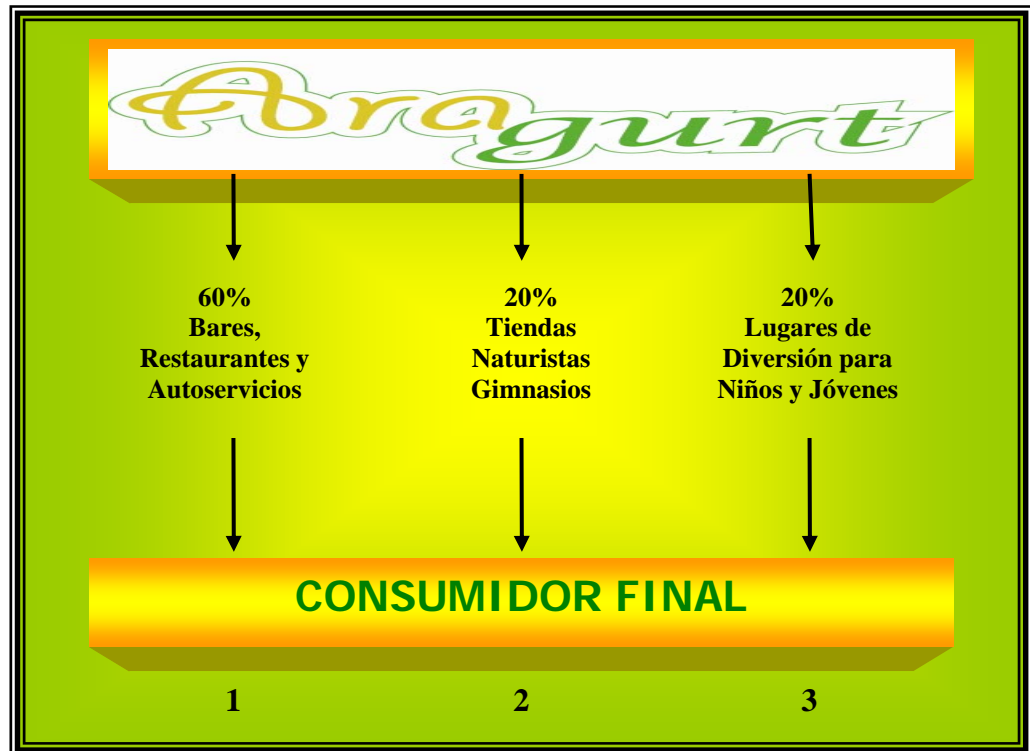 Aragurt
60%
Bares,
Restaurantes y
Autoservicios
20%
Tiendas
Naturistas
Gimnasios
20%
Lugares de
Diversión para
Niños y Jóvenes
CONSUMIDOR FINAL
1
2
3